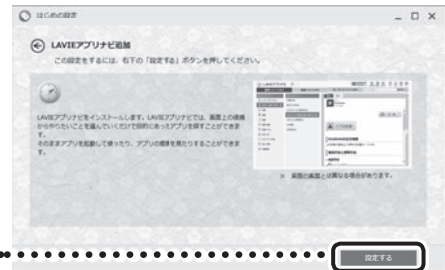 はじめの設定
LAVIEアプリナビ追加
この設定をするには、右下の「設定する」ボタンを押してください。
LAVIEアプリナビをインストールします。LAVIEアプリナビでは、画面上の候補
からやりたいことを選んでいくだけで目的にあったアプリを探すことができま
す。
そのままアプリを起動して使ったり、アプリの概要を見たりすることができま
す。
※ 実際の画面とは異なる場合があります。
設定する